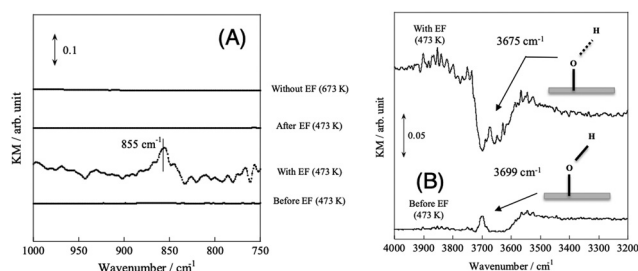 (A)
0.1
Without EF (673 K)
After EF (473 K)
855 cm⁻¹
With EF (473 K)
Before EF (473 K)
KM / arb. unit
1000 950 900 850 800 750
Wavenumber / cm⁻¹
With EF
(473 K)
3675 cm⁻¹
H
O
0.05
H
O
3699 cm⁻¹
(B)
Before EF
(473 K)
KM / arb. unit
4000 3900 3800 3700 3600 3500 3400 3300 3200
Wavenumber / cm⁻¹